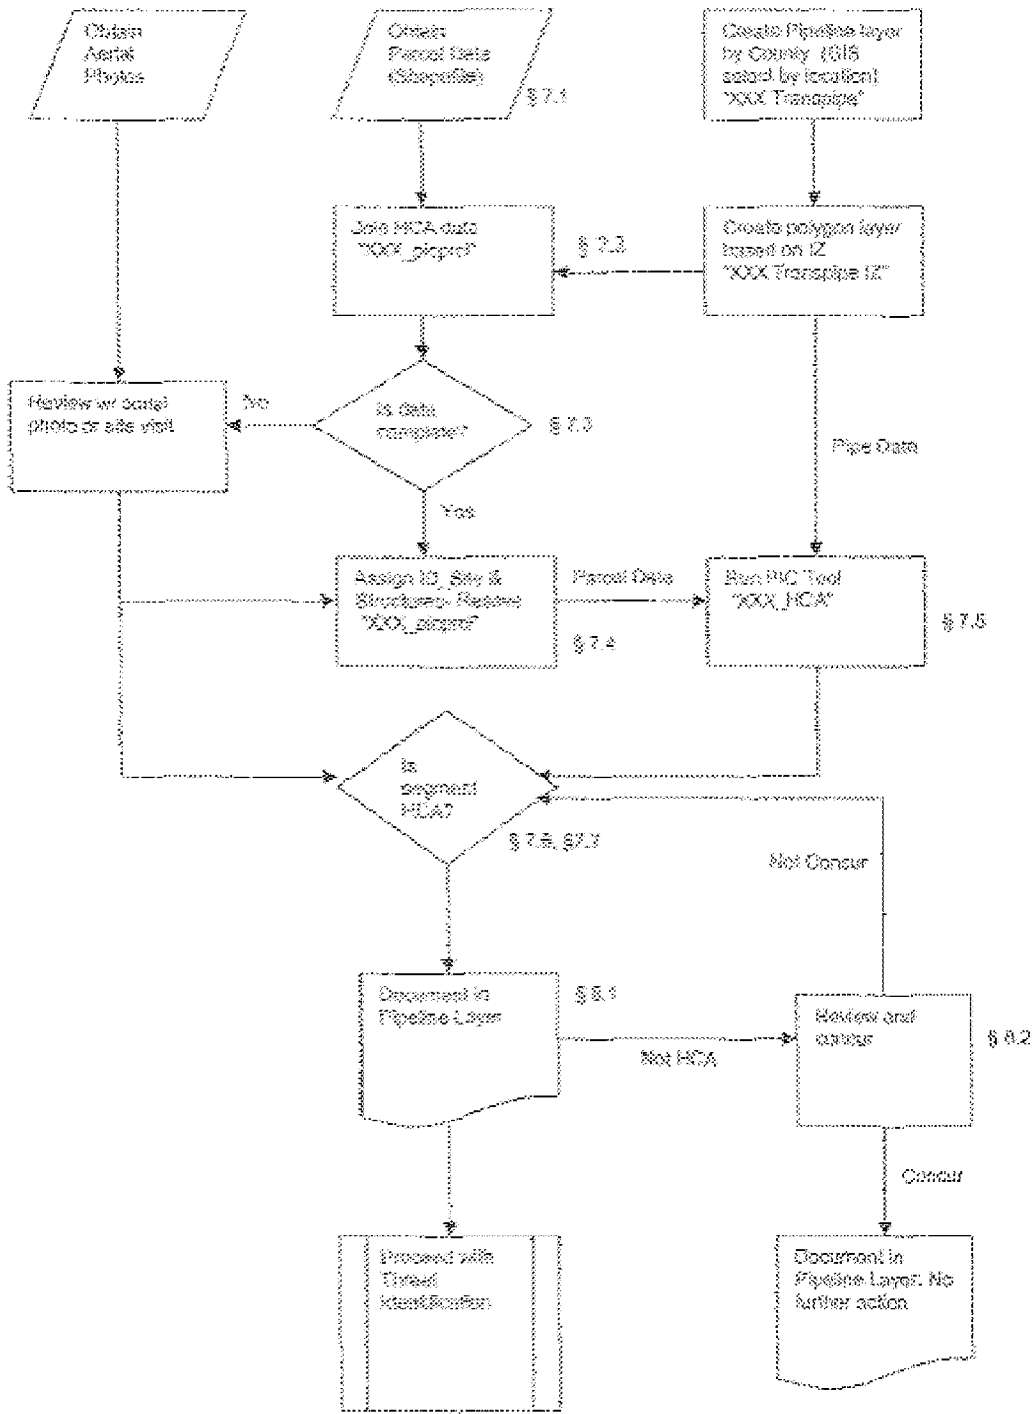 Obtain
Aerial
Photos
Obtain
Parcel Data
(Shapefile)
§ 7.1
Create Pipeline layer
by County (GIS
select by location)
"XXX Transpipe"
Join HCA data
"XXX_picprol"
§ 7.2
Create polygon layer
based on IZ
"XXX Transpipe IZ"
Review w/ aerial
photo or site visit
No
Is data
complete?
§ 7.3
Pipe Data
Yes
Assign ID_Site &
Structures- Resave
"XXX_picprol"
Parcel Data
§ 7.4
Run PIC Tool
"XXX_HCA"
§ 7.5
Is
segment
HCA?
§ 7.6, §7.7
Not Concur
Document in
Pipeline Layer
§ 8.1
Not HCA
Review and
concur
§ 8.2
Concur
Proceed with
Threat
Identification
Document in
Pipeline Layer. No
further action